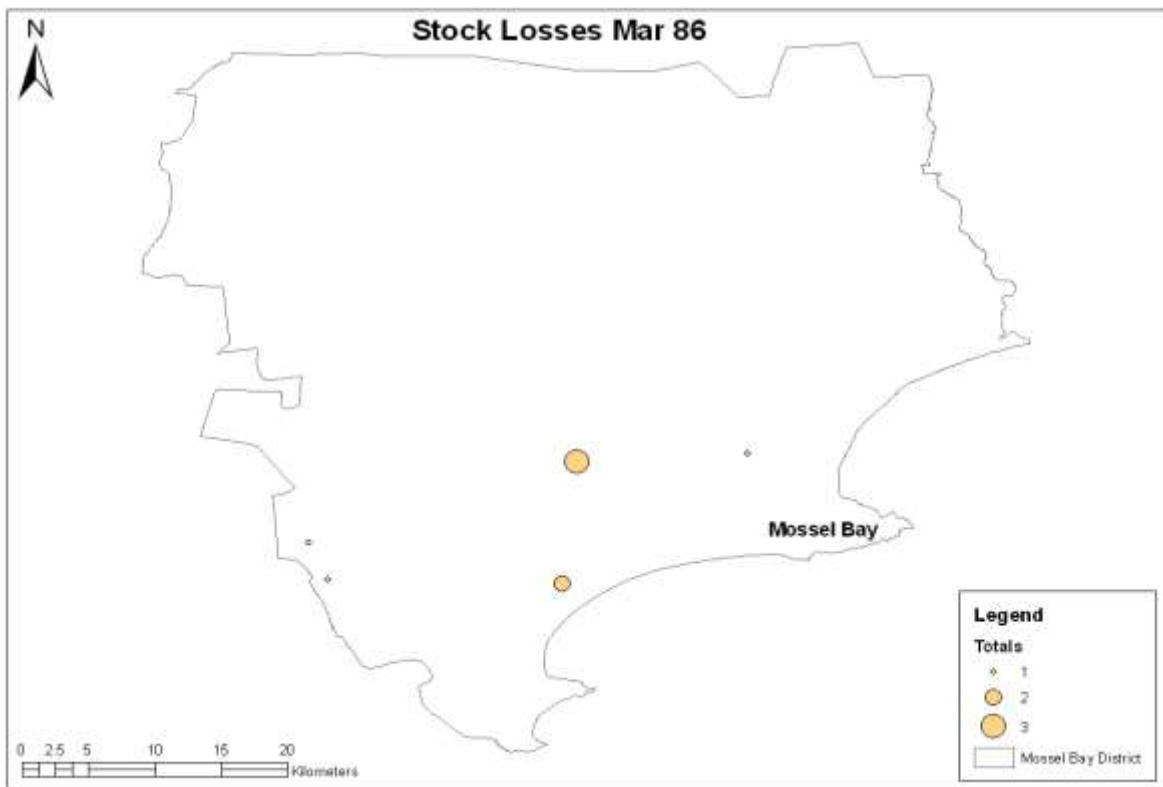 Stock Losses Mar 86
N
Mossel Bay
Legend
Totals
1
2
3
Mossel Bay District
0 2.5 5 10 15 20
Kilometers